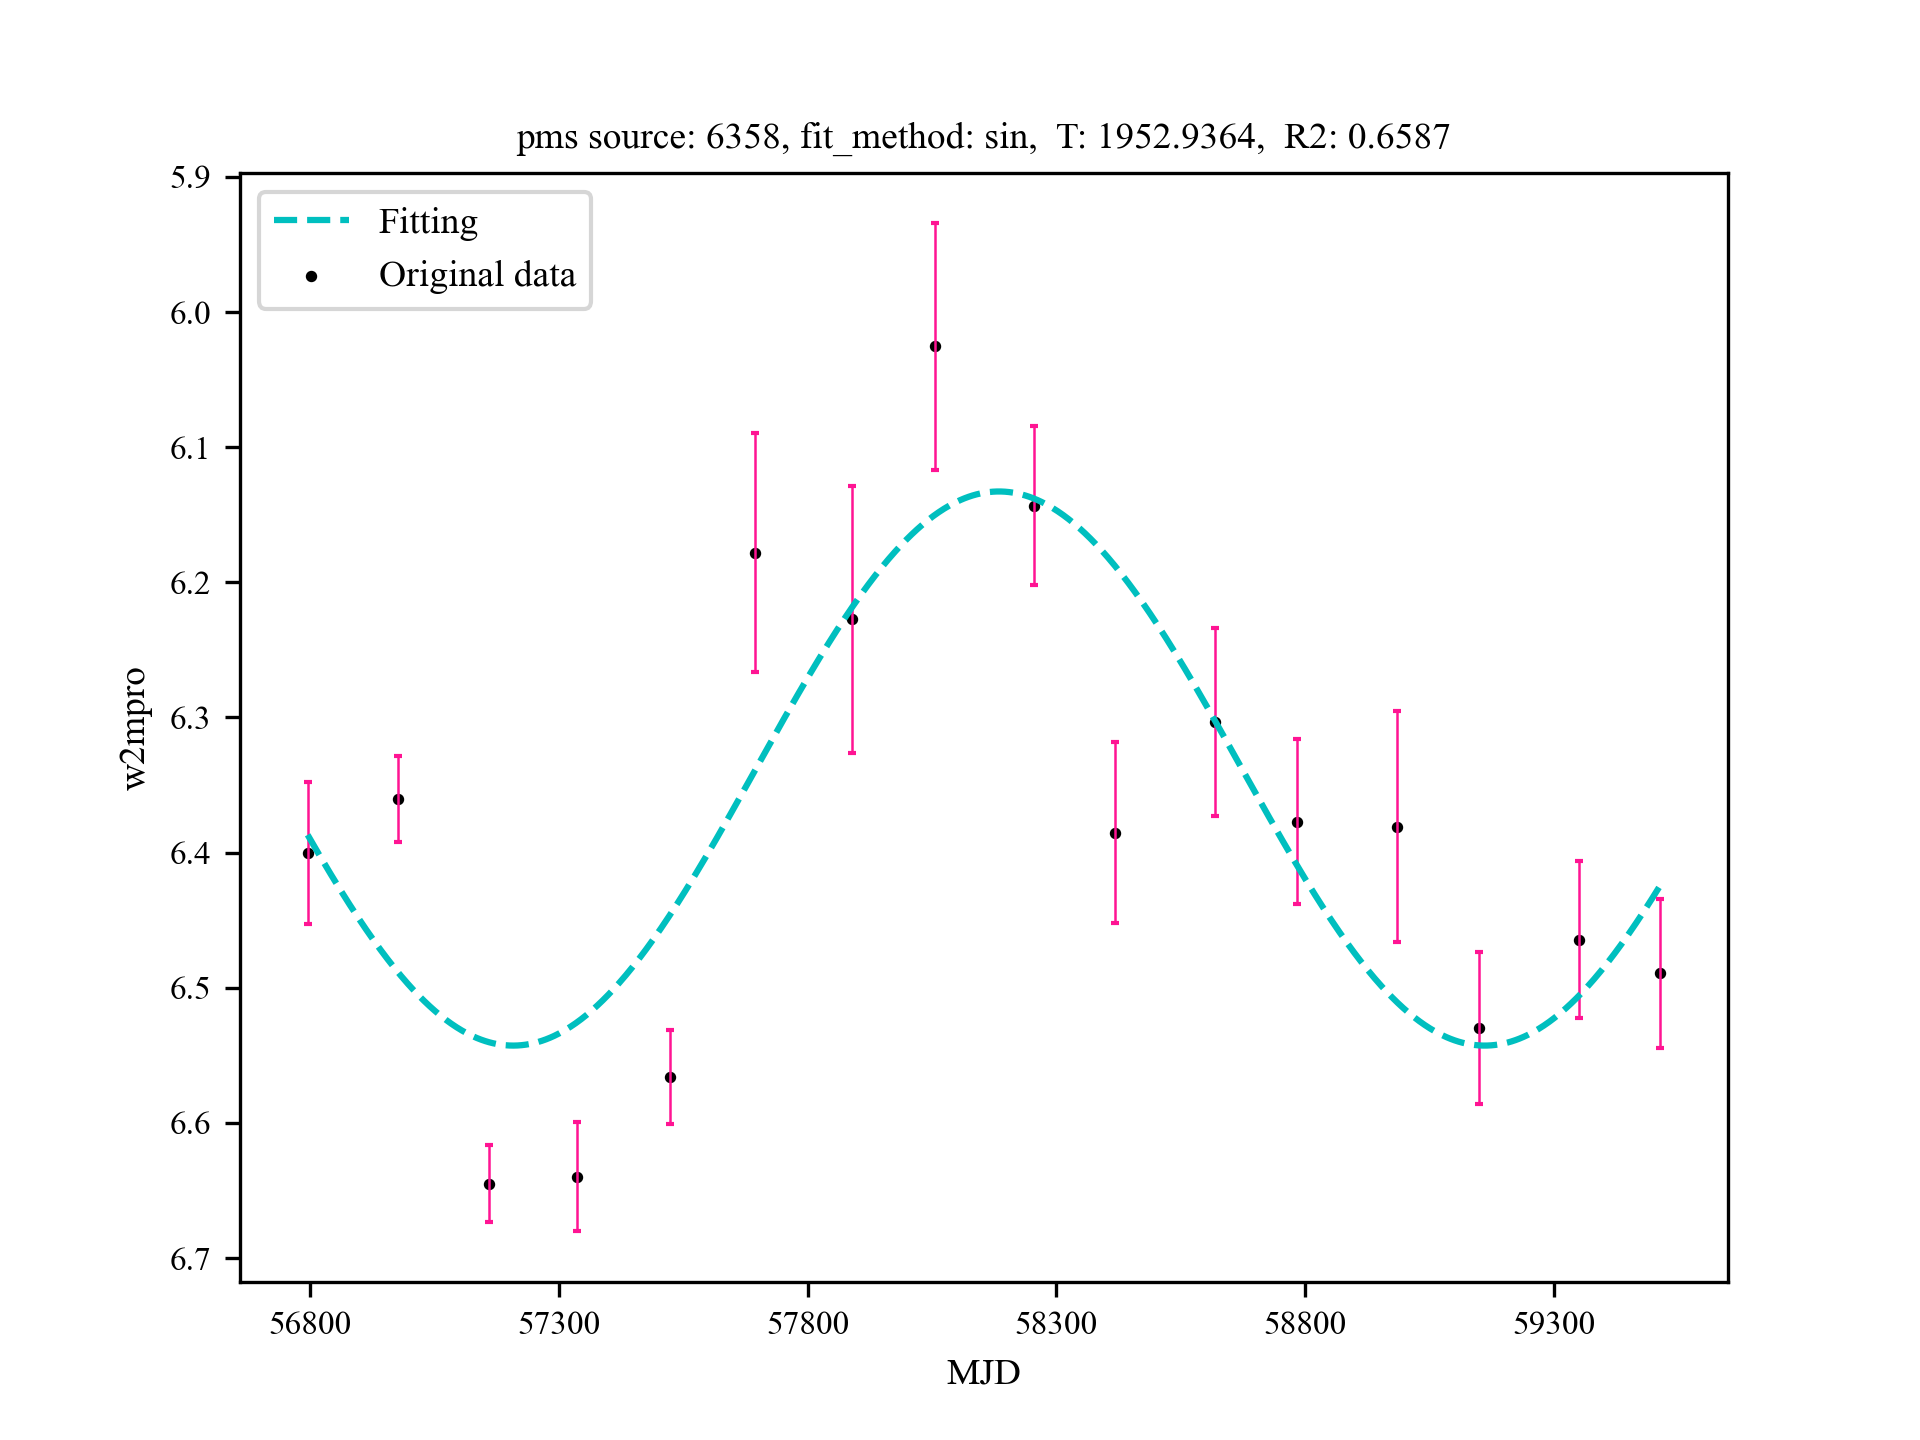 pms source: 6358, fit_method: sin,  T: 1952.9364,  R2: 0.6587
Fitting
Original data
5.9
6.0
6.1
6.2
6.3
6.4
6.5
6.6
6.7
w2mpro
56800 57300 57800 58300 58800 59300
MJD